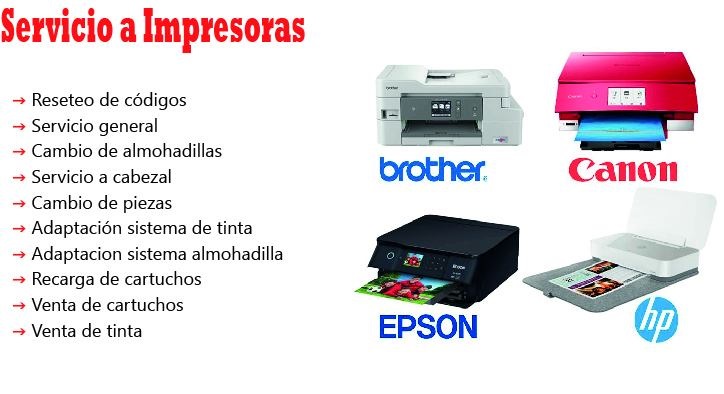 Servicio a Impresoras
→ Reseteo de códigos
→ Servicio general
→ Cambio de almohadillas
→ Servicio a cabezal
→ Cambio de piezas
→ Adaptación sistema de tinta
→ Adaptacion sistema almohadilla
→ Recarga de cartuchos
→ Venta de cartuchos
→ Venta de tinta
brother
Canon
EPSON
hp